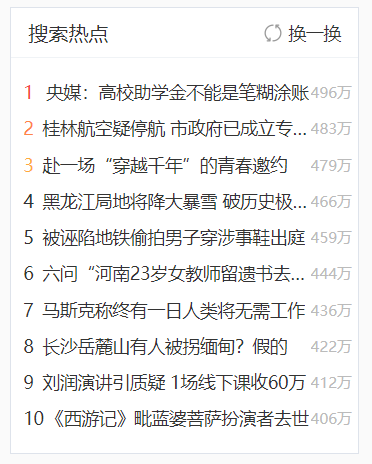 搜索热点 换一换
1 央媒：高校助学金不能是笔糊涂账 496万
2 桂林航空疑停航 市政府已成立专... 483万
3 赴一场“穿越千年”的青春邀约 479万
4 黑龙江局地将降大暴雪 破历史极... 466万
5 被诬陷地铁偷拍男子穿涉事鞋出庭 459万
6 六问“河南23岁女教师留遗书去... 444万
7 马斯克称终有一日人类将无需工作 436万
8 长沙岳麓山有人被拐缅甸？假的 422万
9 刘润演讲引质疑 1场线下课收60万 412万
10 《西游记》毗蓝婆菩萨扮演者去世 406万